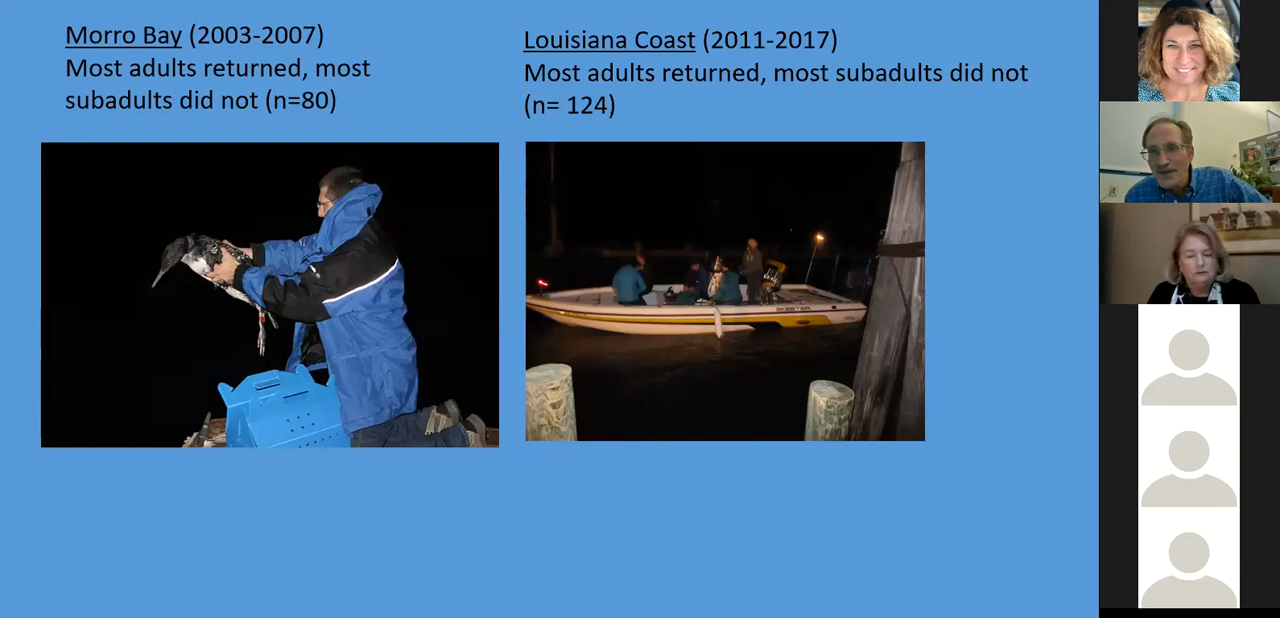 Morro Bay (2003-2007)
Most adults returned, most
subadults did not (n=80)
Louisiana Coast (2011-2017)
Most adults returned, most subadults did not
(n= 124)
SKEETER